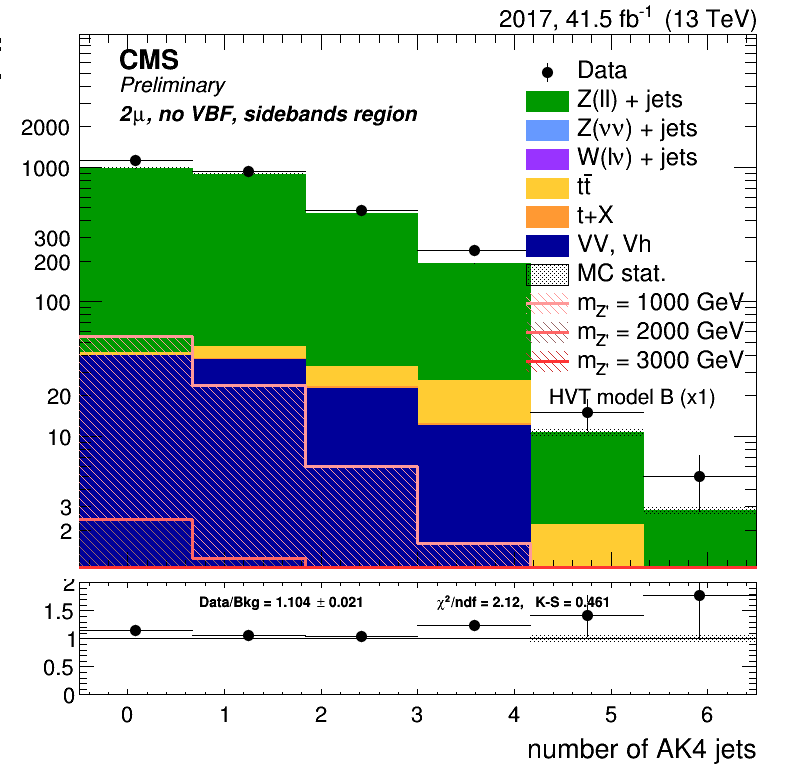 2017, 41.5 fb⁻¹ (13 TeV)
CMS
Preliminary
2μ, no VBF, sidebands region
Data
Z(ll) + jets
Z(νν) + jets
W(lν) + jets
tt̄
t+X
VV, Vh
MC stat.
m_Z' = 1000 GeV
m_Z' = 2000 GeV
m_Z' = 3000 GeV
HVT model B (x1)
2000
1000
300
200
100
20
10
3
2
Data/Bkg = 1.104 ± 0.021
χ²/ndf = 2.12, K-S = 0.461
2
1.5
1
0.5
0
0 1 2 3 4 5 6
number of AK4 jets